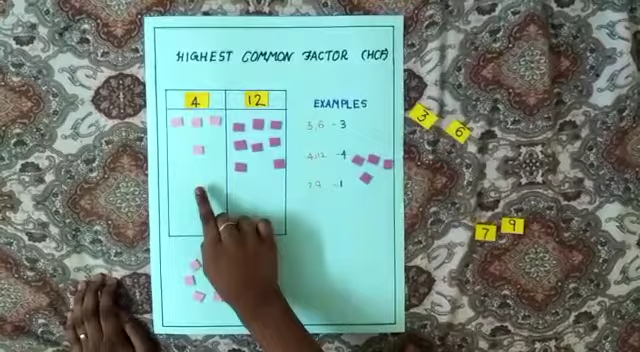 HIGHEST COMMON FACTOR (HCF)
4 12
EXAMPLES
3,6 - 3
4,12 - 4
7,9 - 1
3 6
7 9